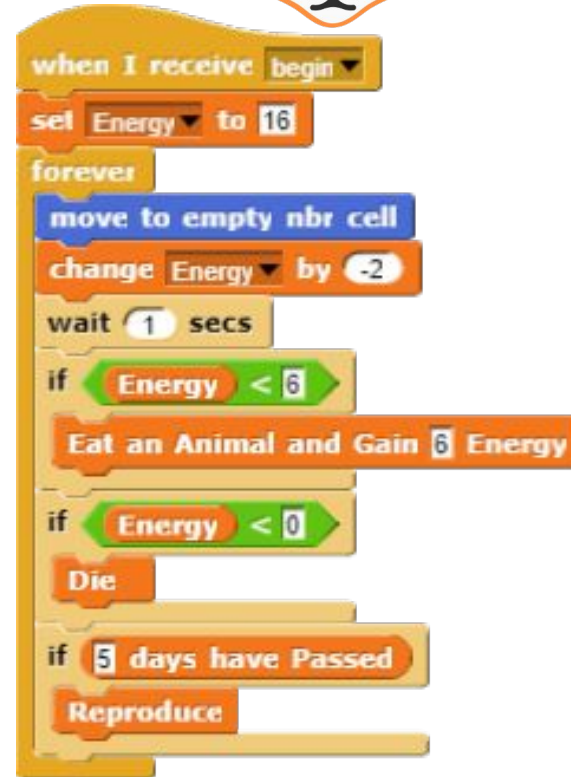 when I receive begin
set Energy to 16
forever
move to empty nbr cell
change Energy by -2
wait 1 secs
if Energy < 6
Eat an Animal and Gain 6 Energy
if Energy < 0
Die
if 5 days have Passed
Reproduce